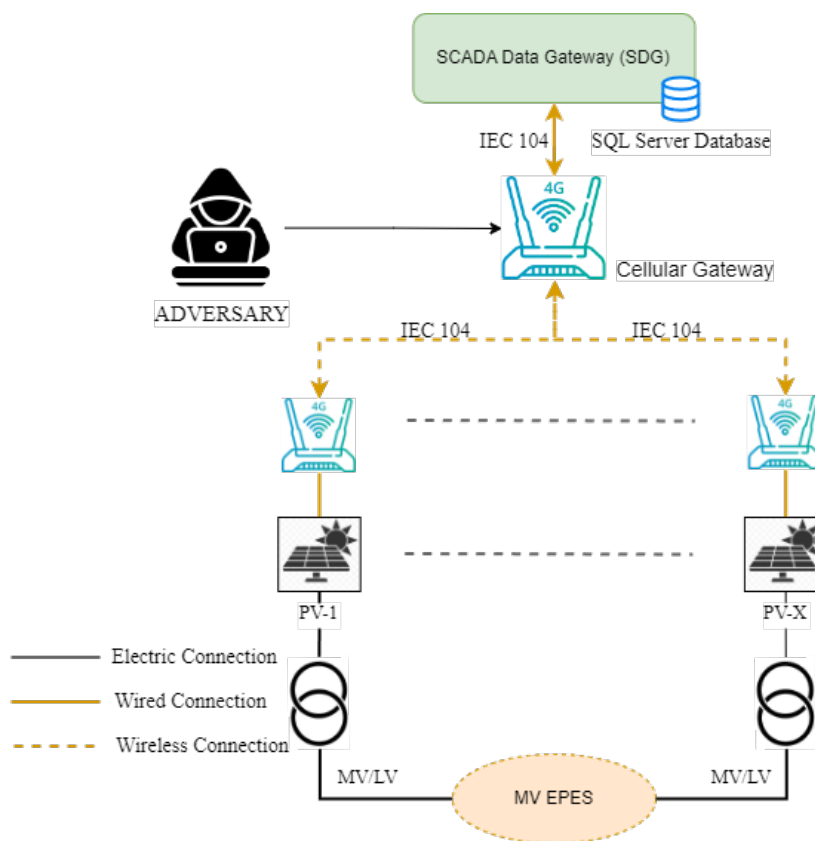 SCADA Data Gateway (SDG)
IEC 104
SQL Server Database
4G
Cellular Gateway
ADVERSARY
IEC 104
IEC 104
4G
4G
PV-1
PV-X
Electric Connection
Wired Connection
Wireless Connection
MV/LV
MV/LV
MV EPES